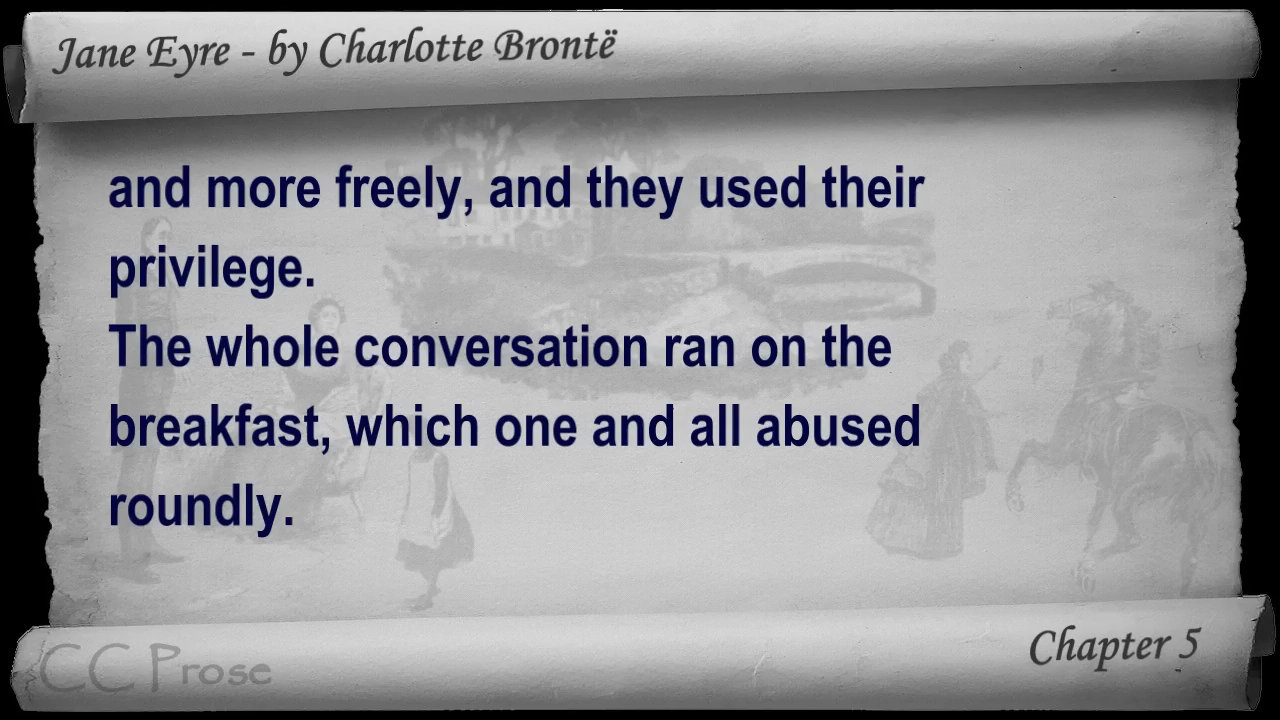 Jane Eyre - by Charlotte Brontë
and more freely, and they used their
privilege.
The whole conversation ran on the
breakfast, which one and all abused
roundly.
Chapter 5
CC Prose